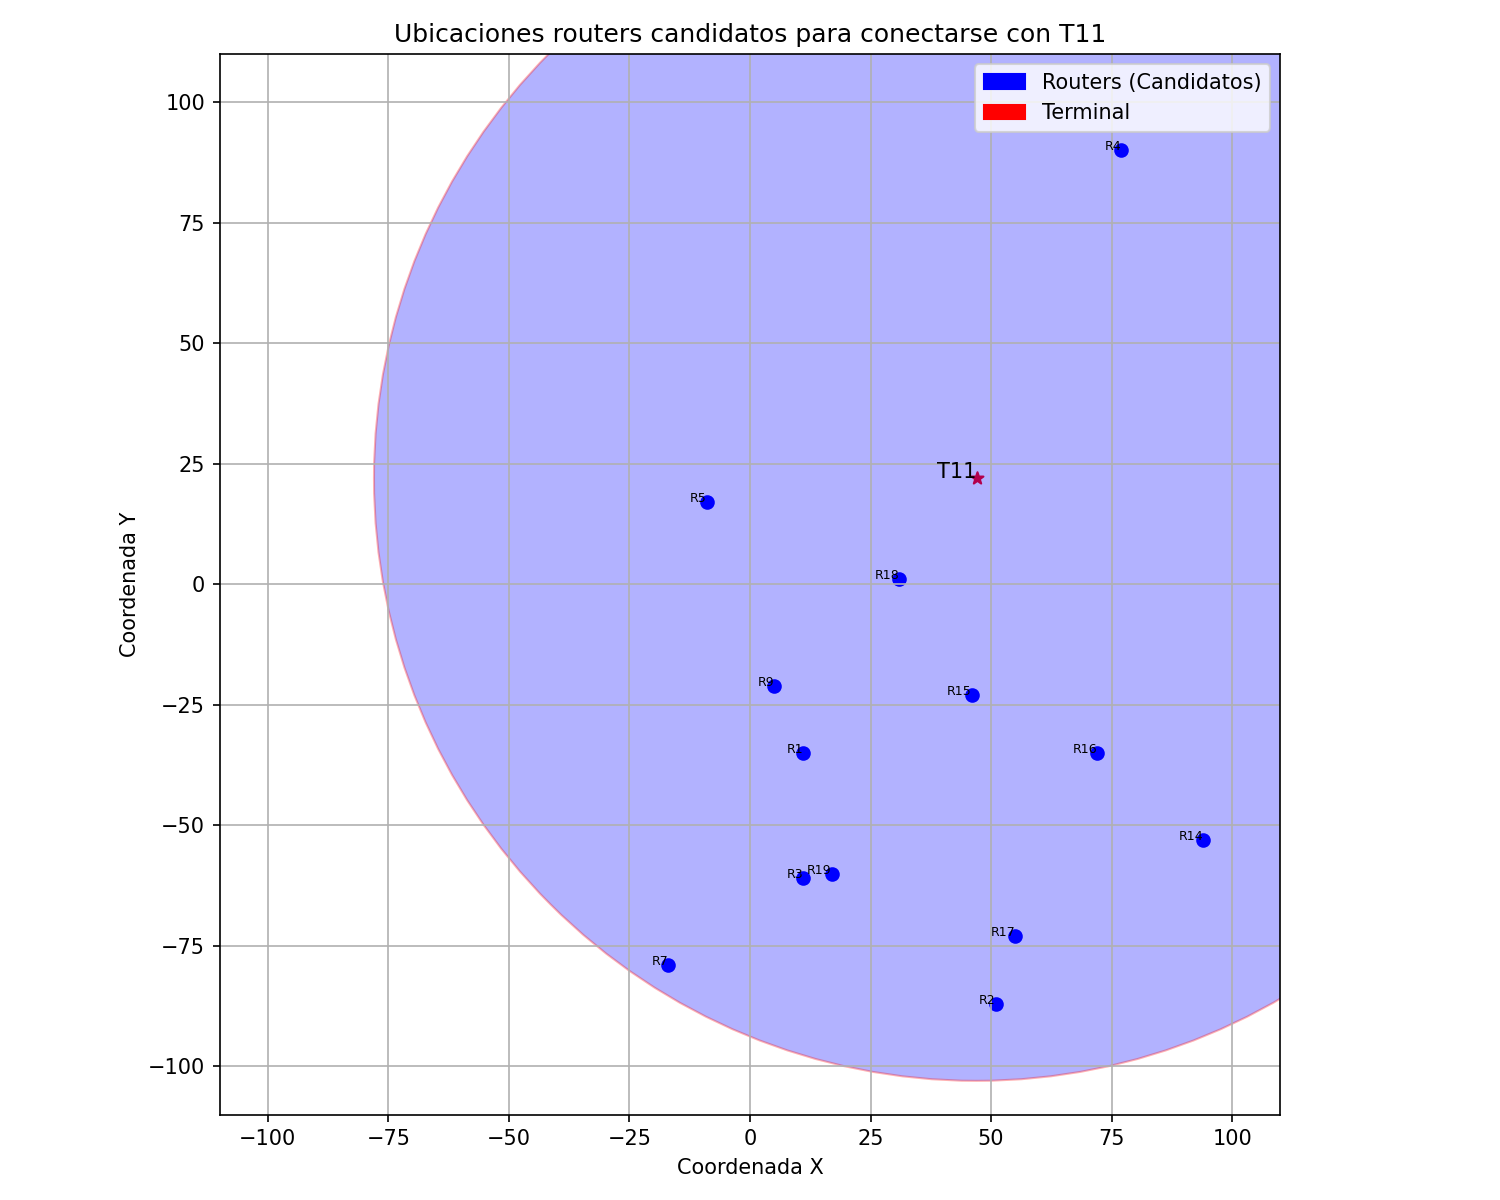 Ubicaciones routers candidatos para conectarse con T11
Routers (Candidatos)
Terminal
100
75
50
25
0
−25
−50
−75
−100
Coordenada Y
R4
T11
R5
R18
R9
R15
R1
R16
R14
R3
R19
R17
R7
R2
−100
−75
−50
−25
0
25
50
75
100
Coordenada X